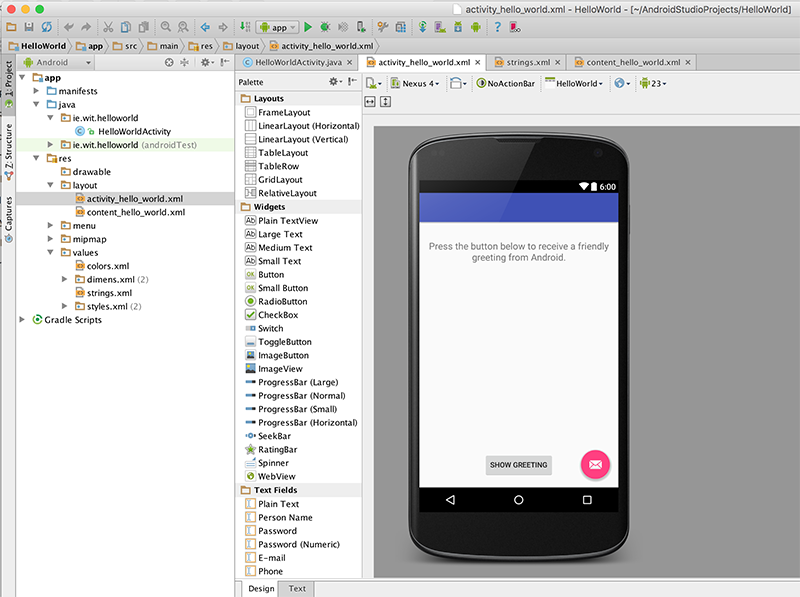 activity_hello_world.xml - HelloWorld - [~/AndroidStudioProjects/HelloWorld]
app
HelloWorld app src main res layout activity_hello_world.xml
1: Project
Z: Structure
Captures
Android
app
manifests
java
ie.wit.helloworld
HelloWorldActivity
ie.wit.helloworld (androidTest)
res
drawable
layout
activity_hello_world.xml
content_hello_world.xml
menu
mipmap
values
colors.xml
dimens.xml (2)
strings.xml
styles.xml (2)
Gradle Scripts
HelloWorldActivity.java activity_hello_world.xml strings.xml content_hello_world.xml
Palette
Layouts
FrameLayout
LinearLayout (Horizontal)
LinearLayout (Vertical)
TableLayout
TableRow
GridLayout
RelativeLayout
Widgets
Plain TextView
Large Text
Medium Text
Small Text
Button
Small Button
RadioButton
CheckBox
Switch
ToggleButton
ImageButton
ImageView
ProgressBar (Large)
ProgressBar (Normal)
ProgressBar (Small)
ProgressBar (Horizontal)
SeekBar
RatingBar
Spinner
WebView
Text Fields
Plain Text
Person Name
Password
Password (Numeric)
E-mail
Phone
Design Text
Nexus 4 NoActionBar HelloWorld 23
6:00
Press the button below to receive a friendly
greeting from Android.
SHOW GREETING